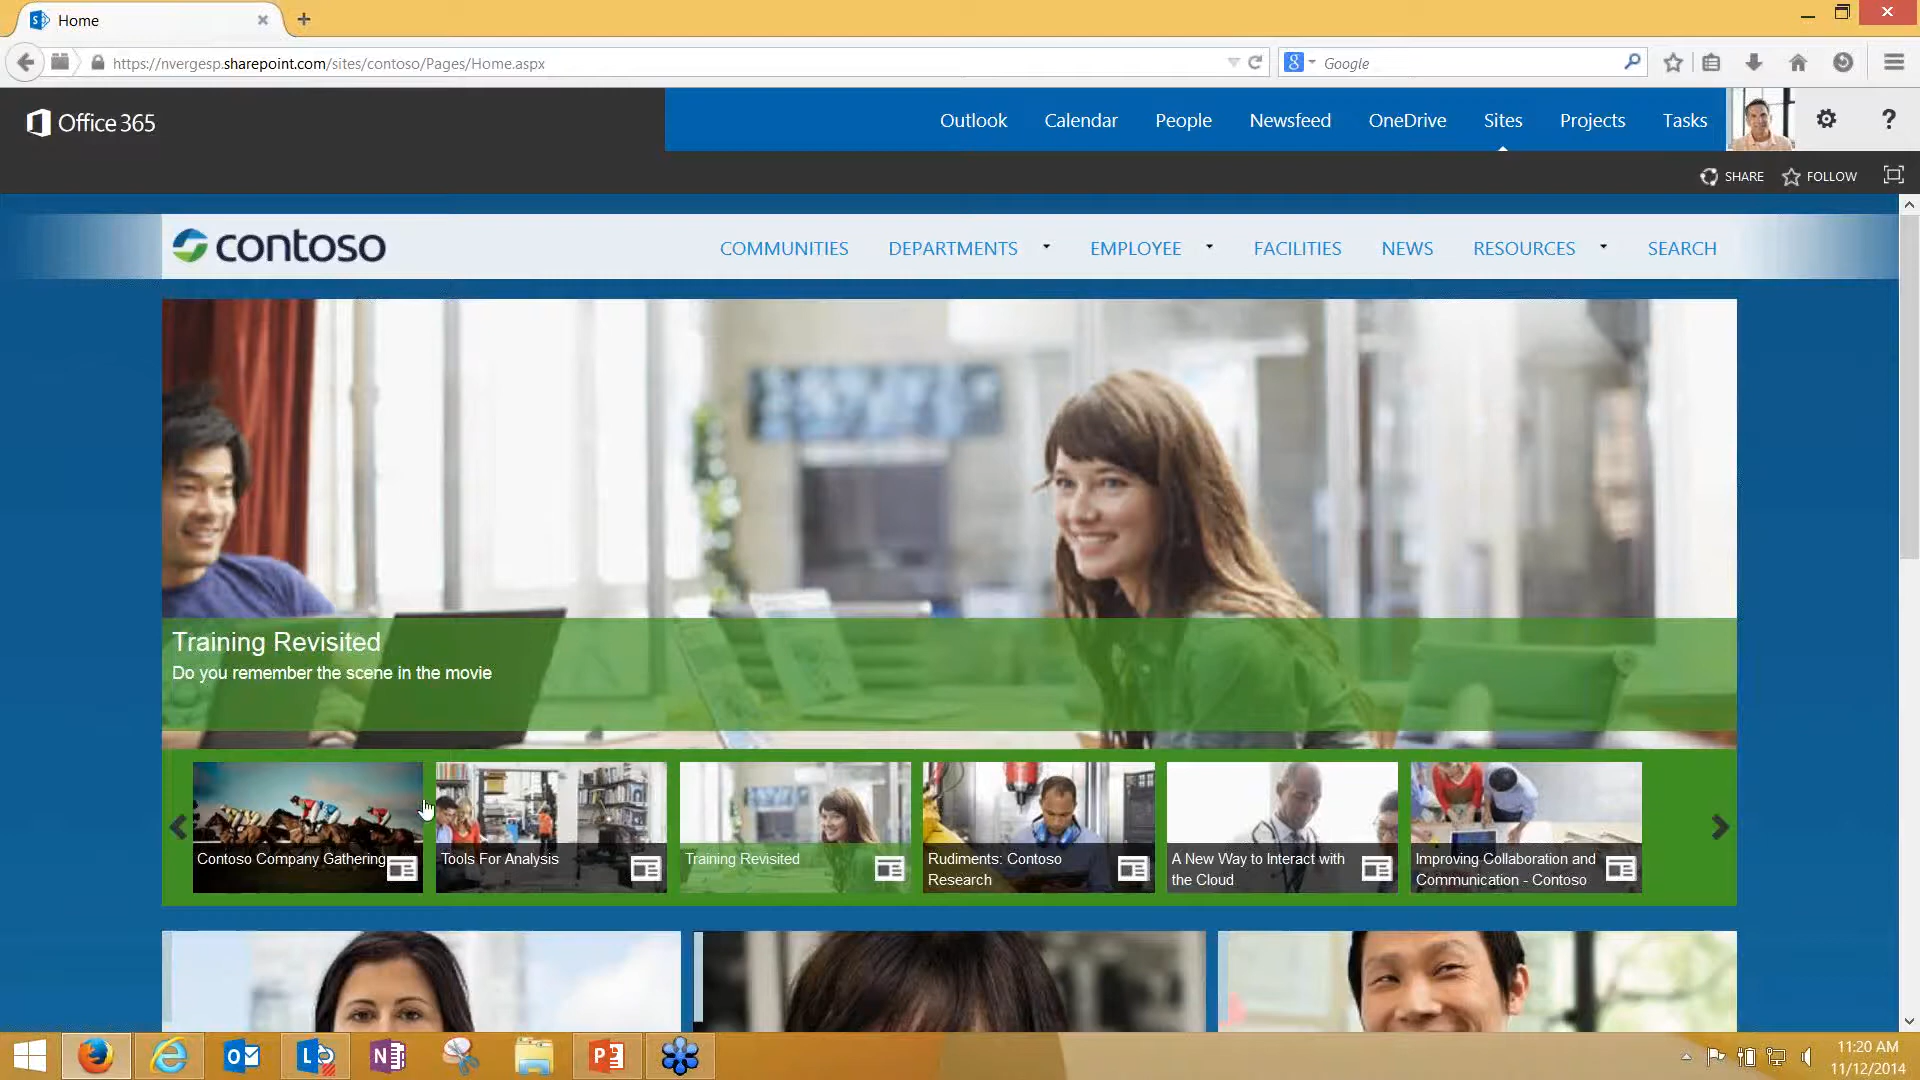 Home
https://nvergesp.sharepoint.com/sites/contoso/Pages/Home.aspx
Google
Office 365
Outlook
Calendar
People
Newsfeed
OneDrive
Sites
Projects
Tasks
?
SHARE
FOLLOW
contoso
COMMUNITIES
DEPARTMENTS
EMPLOYEE
FACILITIES
NEWS
RESOURCES
SEARCH
Training Revisited
Do you remember the scene in the movie
Contoso Company Gathering
Tools For Analysis
Training Revisited
Rudiments: Contoso
Research
A New Way to Interact with
the Cloud
Improving Collaboration and
Communication - Contoso
11:20 AM
11/12/2014